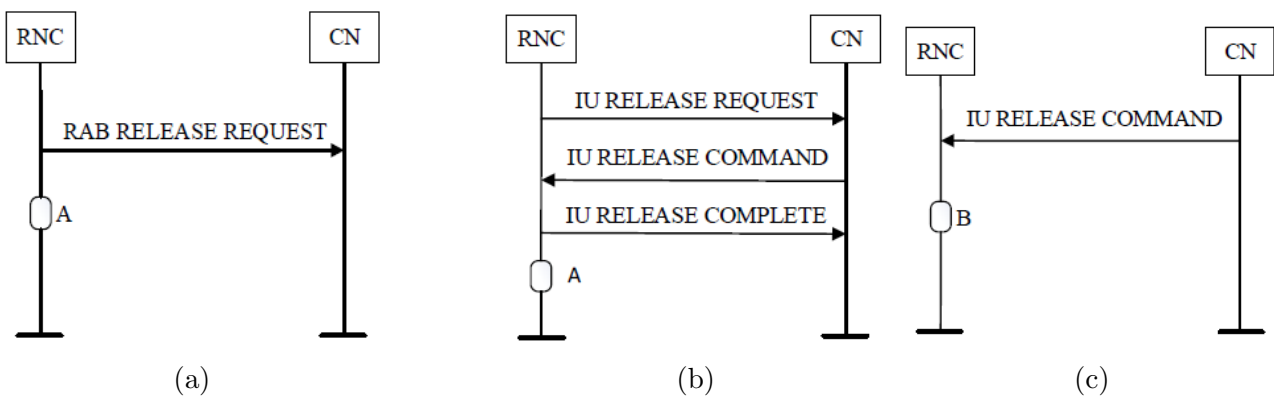 RNC
CN
RAB RELEASE REQUEST
A
(a)
RNC
CN
IU RELEASE REQUEST
IU RELEASE COMMAND
IU RELEASE COMPLETE
A
(b)
RNC
CN
IU RELEASE COMMAND
B
(c)